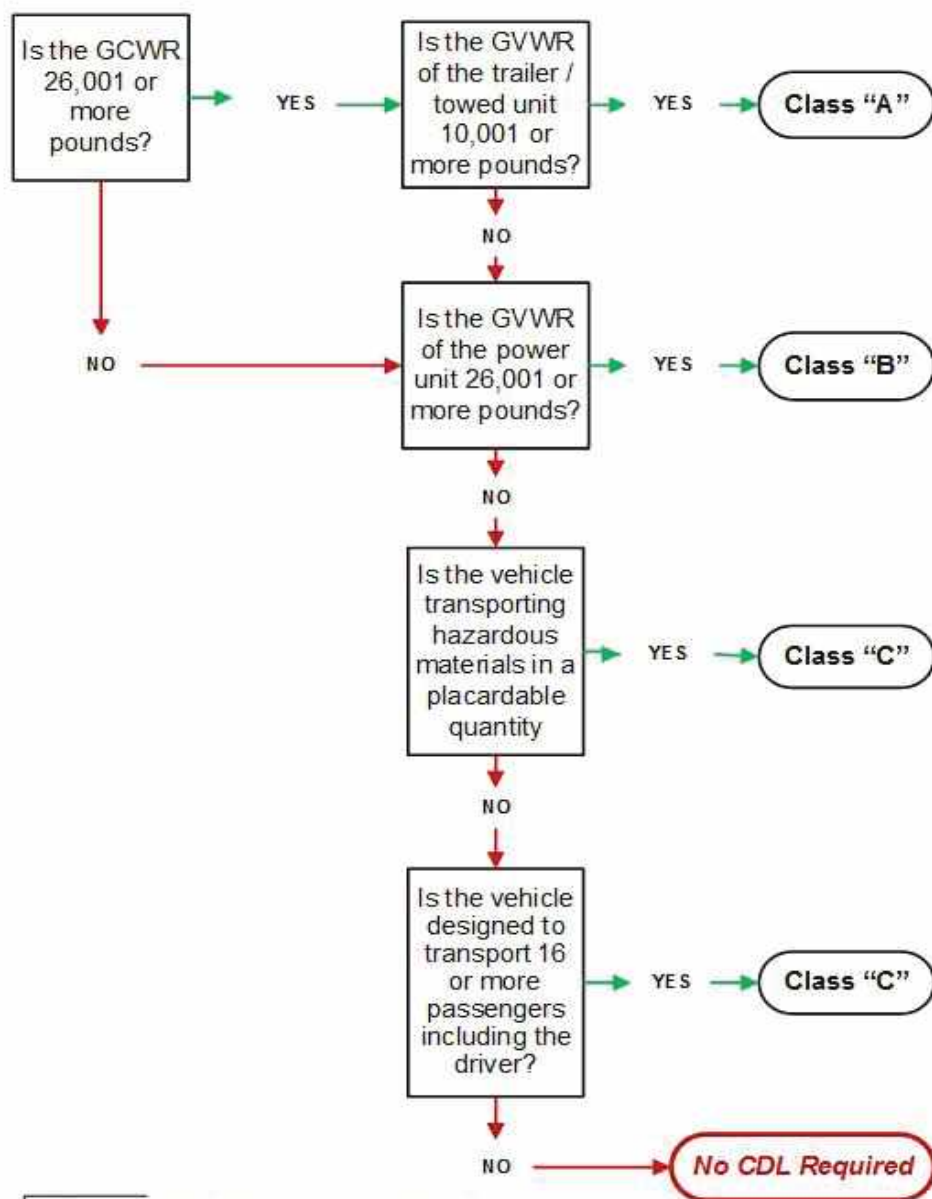 Is the GCWR
26,001 or
more
pounds?
YES
Is the GVWR
of the trailer /
towed unit
10,001 or
more pounds?
YES
Class “A”
NO
NO
Is the GVWR
of the power
unit 26,001 or
more pounds?
YES
Class “B”
NO
Is the vehicle
transporting
hazardous
materials in a
placardable
quantity
YES
Class “C”
NO
Is the vehicle
designed to
transport 16
or more
passengers
including the
driver?
YES
Class “C”
NO
No CDL Required